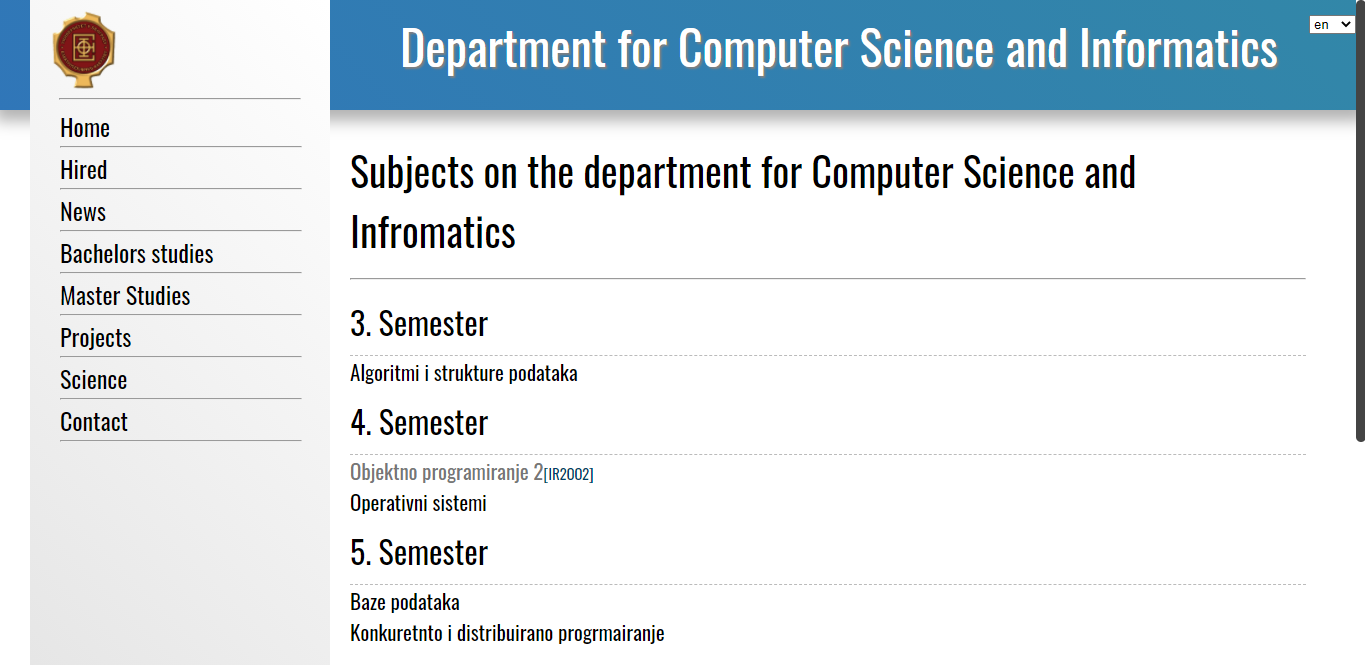 Department for Computer Science and Informatics
en
Home
Hired
News
Bachelors studies
Master Studies
Projects
Science
Contact
Subjects on the department for Computer Science and
Infromatics
3. Semester
Algoritmi i strukture podataka
4. Semester
Objektno programiranje 2[IR2002]
Operativni sistemi
5. Semester
Baze podataka
Konkuretnto i distribuirano progrmairanje